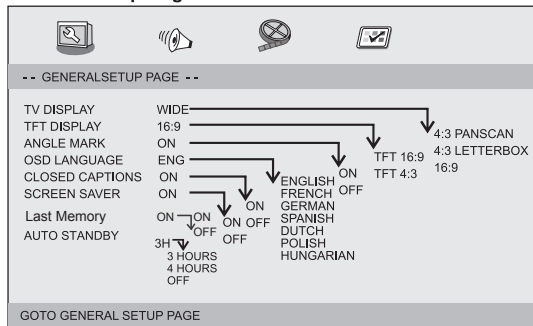 -- GENERALSETUP PAGE --
TV DISPLAY WIDE
TFT DISPLAY 16:9
ANGLE MARK ON
OSD LANGUAGE ENG
CLOSED CAPTIONS ON
SCREEN SAVER ON
Last Memory ON
AUTO STANDBY 3H
4:3 PANSCAN
4:3 LETTERBOX
16:9
TFT 16:9
TFT 4:3
ON
OFF
ENGLISH
FRENCH
GERMAN
SPANISH
DUTCH
POLISH
HUNGARIAN
ON
OFF
ON
OFF
ON
OFF
3 HOURS
4 HOURS
OFF
GOTO GENERAL SETUP PAGE